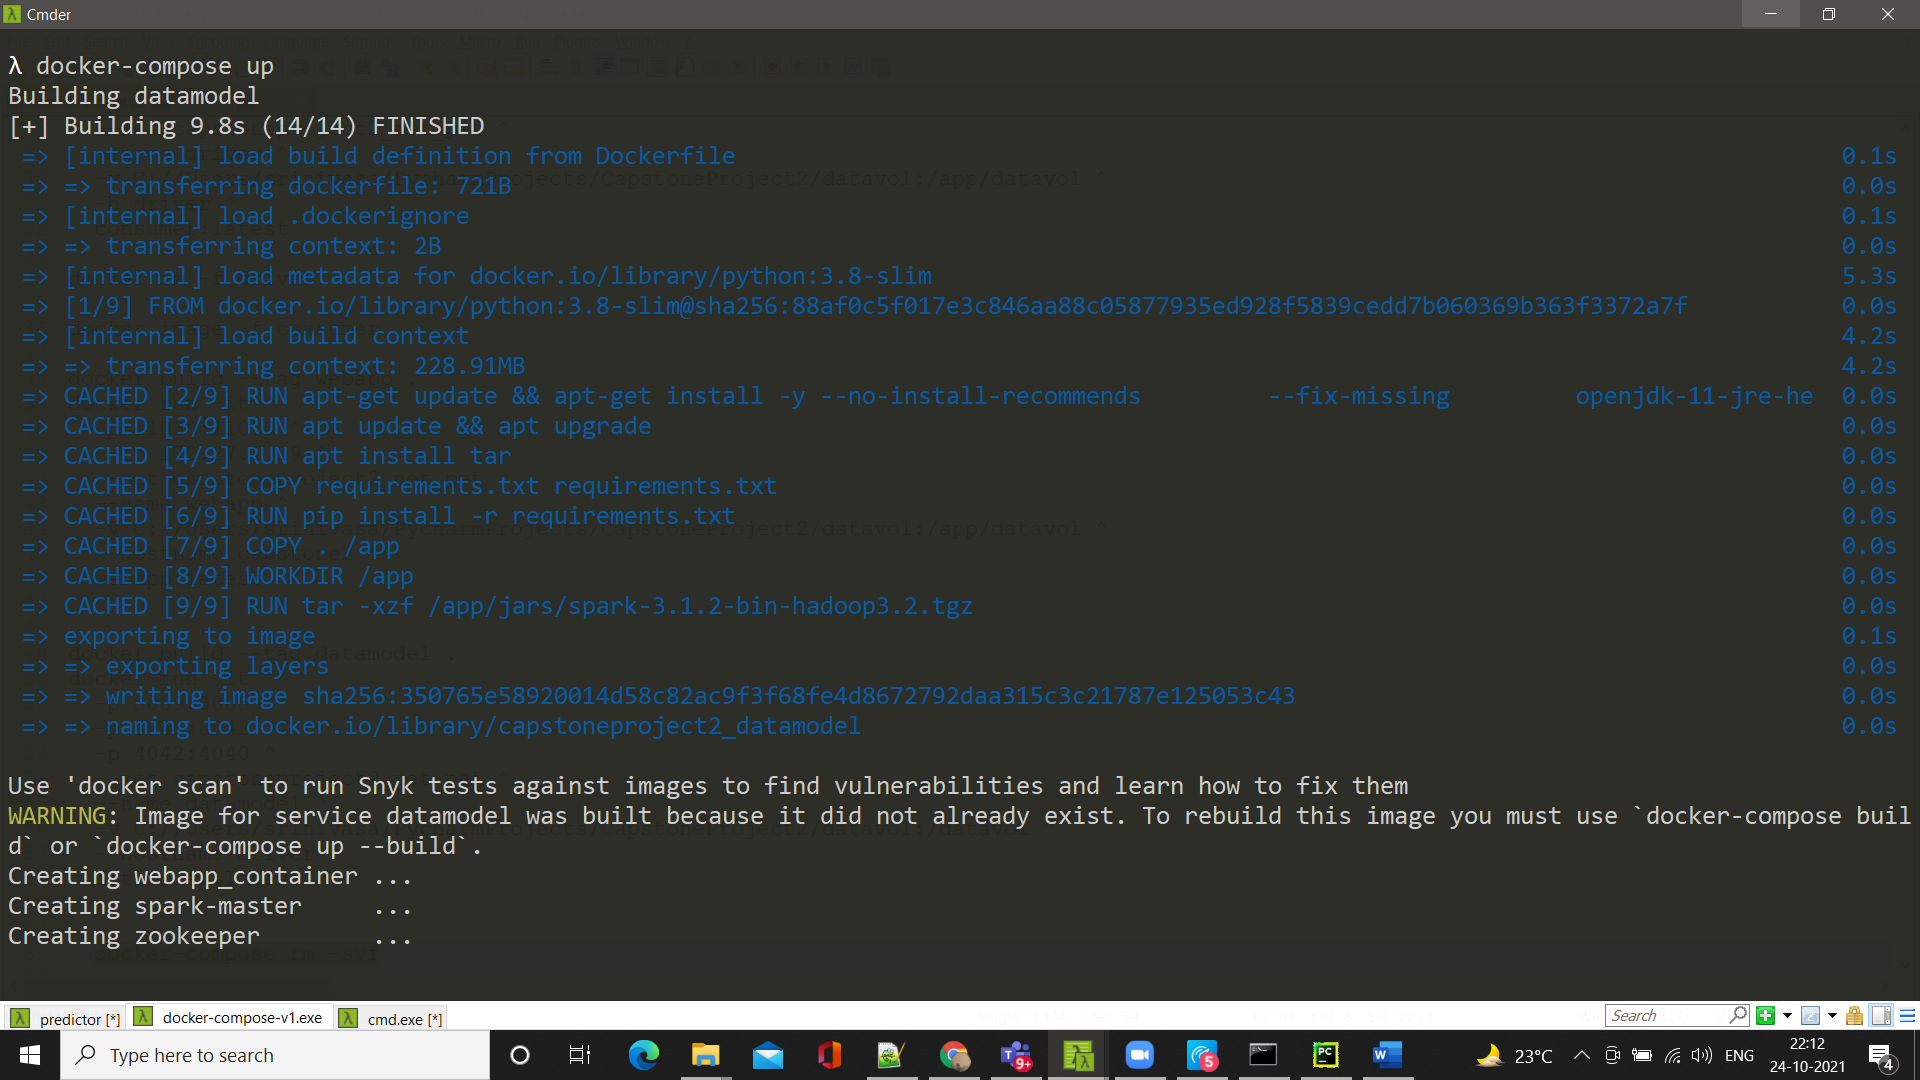 Cmder
λ docker-compose up
Building datamodel
[+] Building 9.8s (14/14) FINISHED
=> [internal] load build definition from Dockerfile 0.1s
=> => transferring dockerfile: 721B 0.0s
=> [internal] load .dockerignore 0.1s
=> => transferring context: 2B 0.0s
=> [internal] load metadata for docker.io/library/python:3.8-slim 5.3s
=> [1/9] FROM docker.io/library/python:3.8-slim@sha256:88af0c5f017e3c846aa88c05877935ed928f5839cedd7b060369b363f3372a7f 0.0s
=> [internal] load build context 4.2s
=> => transferring context: 228.91MB 4.2s
=> CACHED [2/9] RUN apt-get update && apt-get install -y --no-install-recommends --fix-missing openjdk-11-jre-he 0.0s
=> CACHED [3/9] RUN apt update && apt upgrade 0.0s
=> CACHED [4/9] RUN apt install tar 0.0s
=> CACHED [5/9] COPY requirements.txt requirements.txt 0.0s
=> CACHED [6/9] RUN pip install -r requirements.txt 0.0s
=> CACHED [7/9] COPY . /app 0.0s
=> CACHED [8/9] WORKDIR /app 0.0s
=> CACHED [9/9] RUN tar -xzf /app/jars/spark-3.1.2-bin-hadoop3.2.tgz 0.0s
=> exporting to image 0.1s
=> => exporting layers 0.0s
=> => writing image sha256:350765e58920014d58c82ac9f3f68fe4d8672792daa315c3c21787e125053c43 0.0s
=> => naming to docker.io/library/capstoneproject2_datamodel 0.0s
-p 4042:4040 ^
Use 'docker scan' to run Snyk tests against images to find vulnerabilities and learn how to fix them
WARNING: Image for service datamodel was built because it did not already exist. To rebuild this image you must use `docker-compose buil
d` or `docker-compose up --build`.
Creating webapp_container ...
Creating spark-master ...
Creating zookeeper ...
predictor [*] docker-compose-v1.exe cmd.exe [*] Search
Type here to search 9+ 5 PC 23°C ENG 22:12
24-10-2021 4